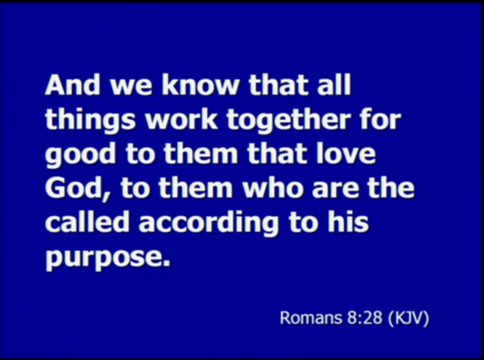 And we know that all
things work together for
good to them that love
God, to them who are the
called according to his
purpose.
Romans 8:28 (KJV)